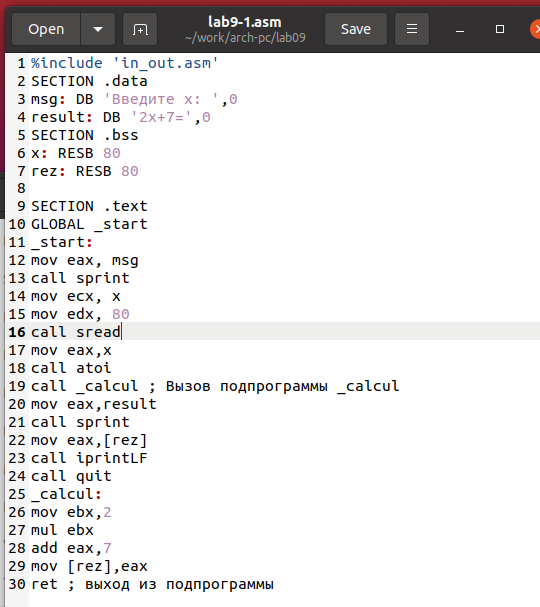 Open
lab9-1.asm
~/work/arch-pc/lab09
Save
1 %include 'in_out.asm'
2 SECTION .data
3 msg: DB 'Введите x: ',0
4 result: DB '2x+7=',0
5 SECTION .bss
6 x: RESB 80
7 rez: RESB 80
8
9 SECTION .text
10 GLOBAL _start
11 _start:
12 mov eax, msg
13 call sprint
14 mov ecx, x
15 mov edx, 80
16 call sread
17 mov eax,x
18 call atoi
19 call _calcul ; Вызов подпрограммы _calcul
20 mov eax,result
21 call sprint
22 mov eax,[rez]
23 call iprintLF
24 call quit
25 _calcul:
26 mov ebx,2
27 mul ebx
28 add eax,7
29 mov [rez],eax
30 ret ; выход из подпрограммы